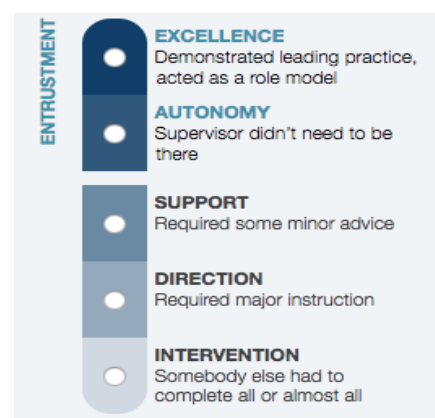 ENTRUSTMENT
EXCELLENCE
Demonstrated leading practice,
acted as a role model
AUTONOMY
Supervisor didn't need to be
there
SUPPORT
Required some minor advice
DIRECTION
Required major instruction
INTERVENTION
Somebody else had to
complete all or almost all